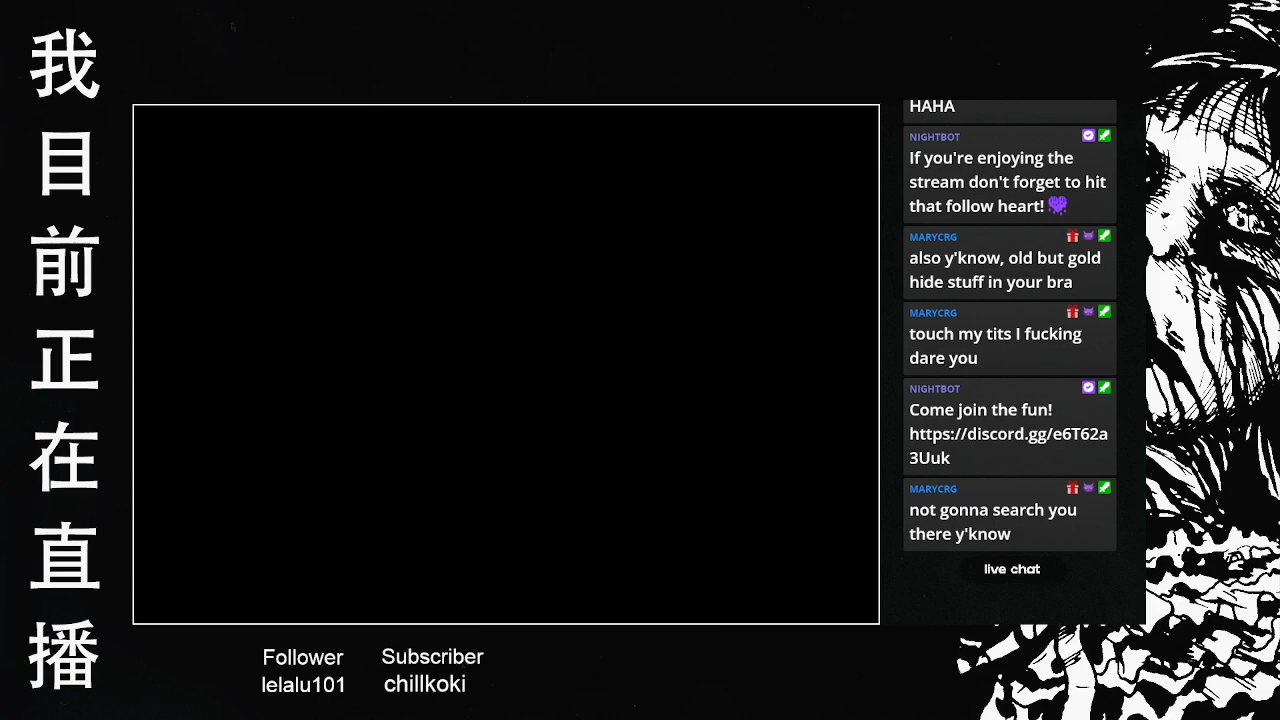 我
目
前
正
在
直
播
HAHA
NIGHTBOT
If you're enjoying the
stream don't forget to hit
that follow heart!
MARYCRG
also y'know, old but gold
hide stuff in your bra
MARYCRG
touch my tits I fucking
dare you
NIGHTBOT
Come join the fun!
https://discord.gg/e6T62a
3Uuk
MARYCRG
not gonna search you
there y'know
live chat
Follower
lelalu101
Subscriber
chillkoki